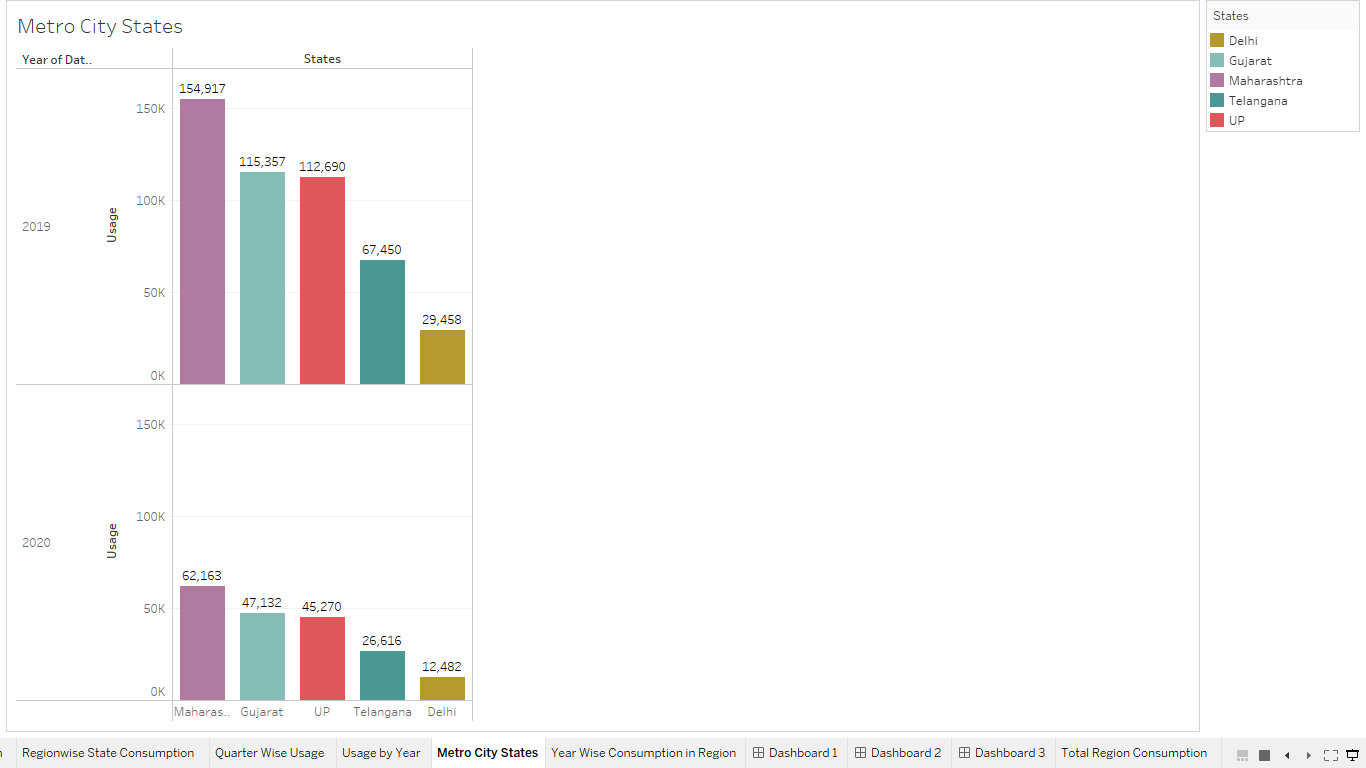 Metro City States
Year of Dat..
States
154,917
115,357
112,690
67,450
29,458
150K
100K
50K
0K
Usage
2019
150K
100K
50K
0K
Usage
2020
62,163
47,132
45,270
26,616
12,482
Maharas.. Gujarat UP Telangana Delhi
States
Delhi
Gujarat
Maharashtra
Telangana
UP
Regionwise State Consumption Quarter Wise Usage Usage by Year Metro City States Year Wise Consumption in Region Dashboard 1 Dashboard 2 Dashboard 3 Total Region Consumption